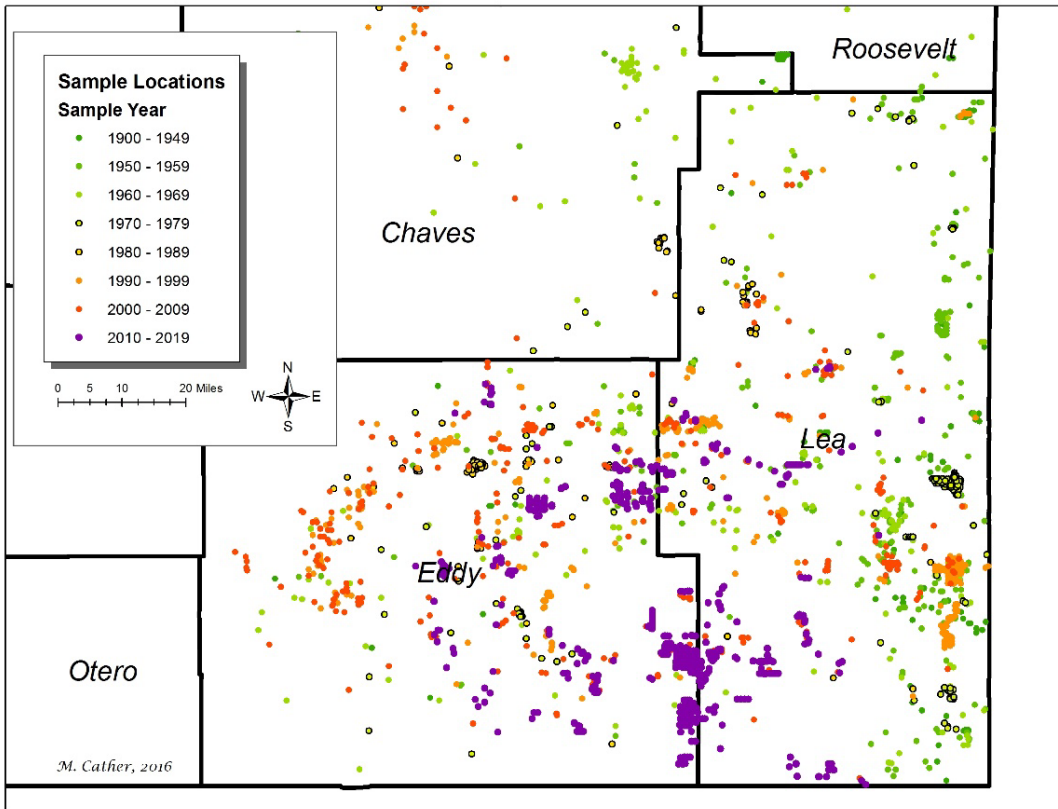 Roosevelt
Sample Locations
Sample Year
1900 - 1949
1950 - 1959
1960 - 1969
1970 - 1979
1980 - 1989
1990 - 1999
2000 - 2009
2010 - 2019
Chaves
0 5 10 20 Miles
N
W E
S
Lea
Eddy
Otero
M. Cather, 2016